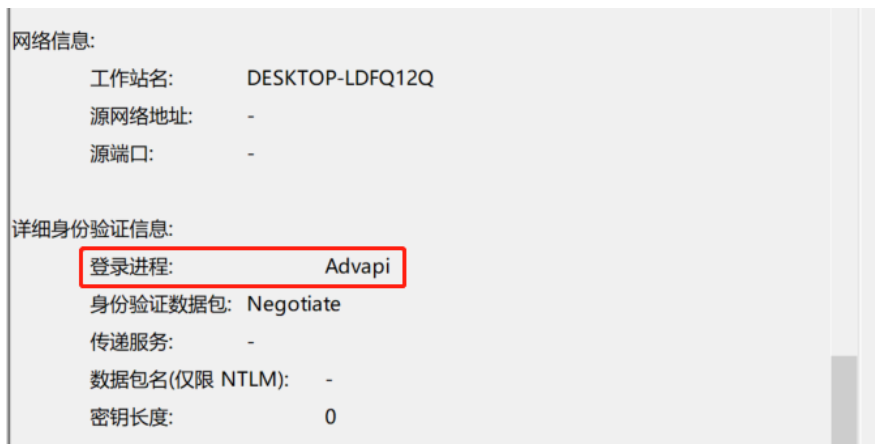 网络信息:
工作站名: DESKTOP-LDFQ12Q
源网络地址: -
源端口: -
详细身份验证信息:
登录进程: Advapi
身份验证数据包: Negotiate
传递服务: -
数据包名(仅限 NTLM): -
密钥长度: 0